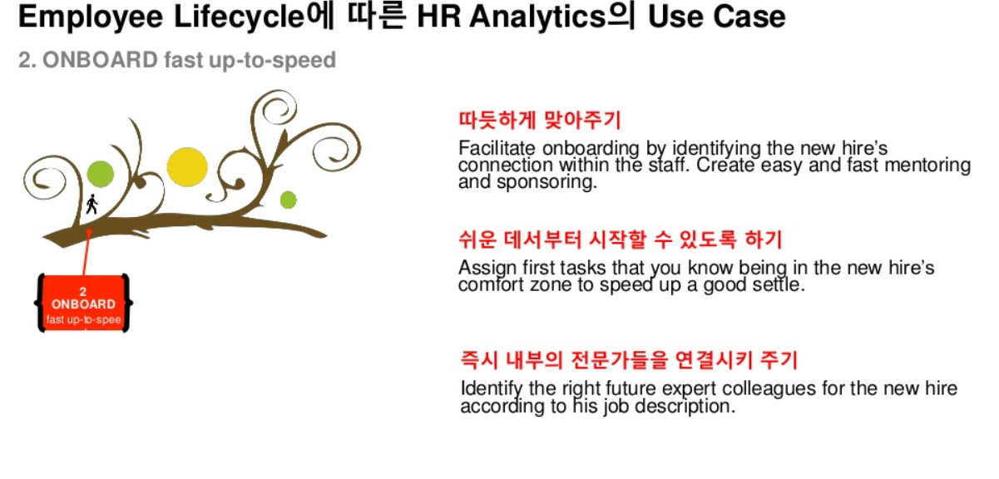 Employee Lifecycle에 따른 HR Analytics의 Use Case
2. ONBOARD fast up-to-speed
따듯하게 맞아주기
Facilitate onboarding by identifying the new hire's
connection within the staff. Create easy and fast mentoring
and sponsoring.
쉬운 데서부터 시작할 수 있도록 하기
Assign first tasks that you know being in the new hire's
comfort zone to speed up a good settle.
즉시 내부의 전문가들을 연결시키 주기
Identify the right future expert colleagues for the new hire
according to his job description.
2
ONBOARD
fast up-to-spee